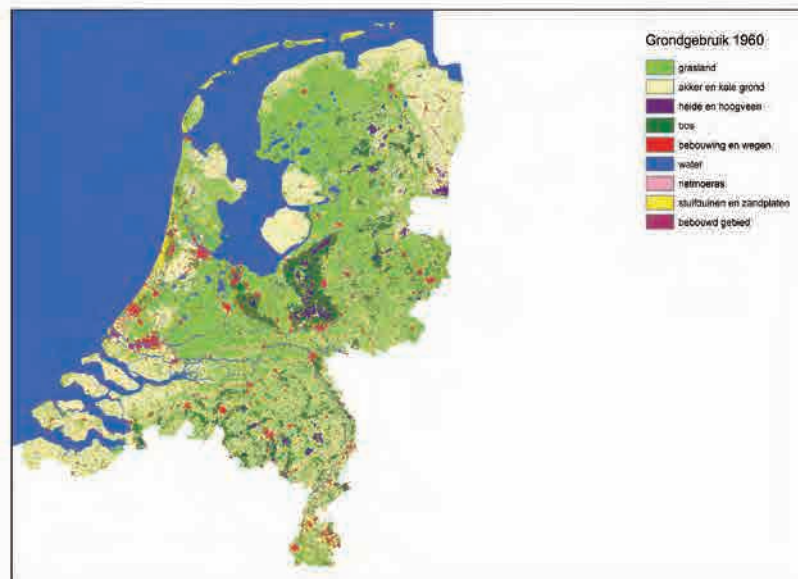 Grondgebruik 1960
grasland
akker en kale grond
heide en hoogveen
bos
bebouwing en wegen
water
rietmoeras
stuifduinen en zandplaten
bebouwd gebied